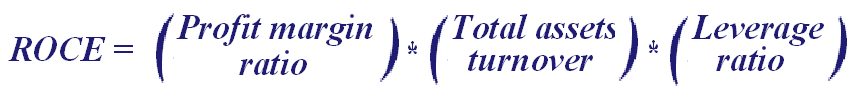 ROCE = (Profit margin ratio) * (Total assets turnover) * (Leverage ratio)